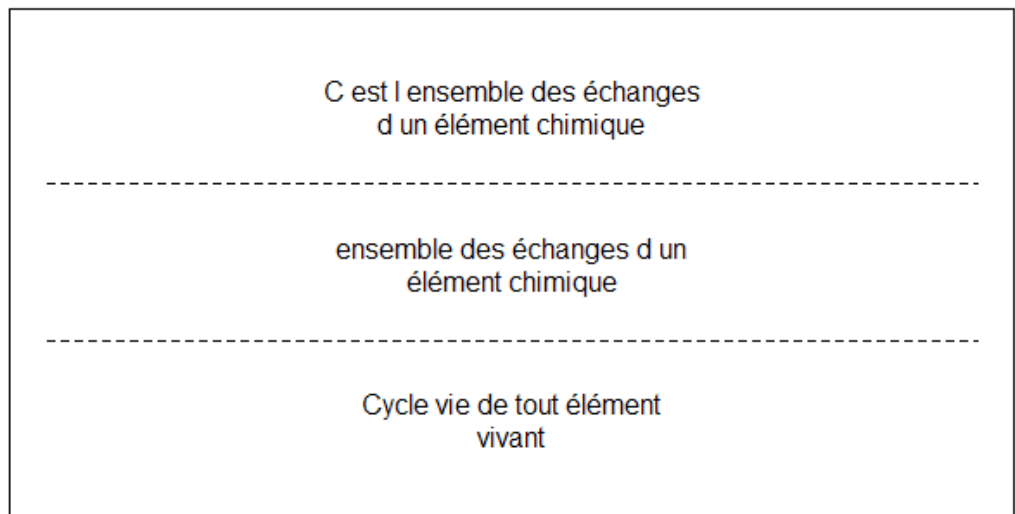 C est l ensemble des échanges
d un élément chimique
ensemble des échanges d un
élément chimique
Cycle vie de tout élément
vivant